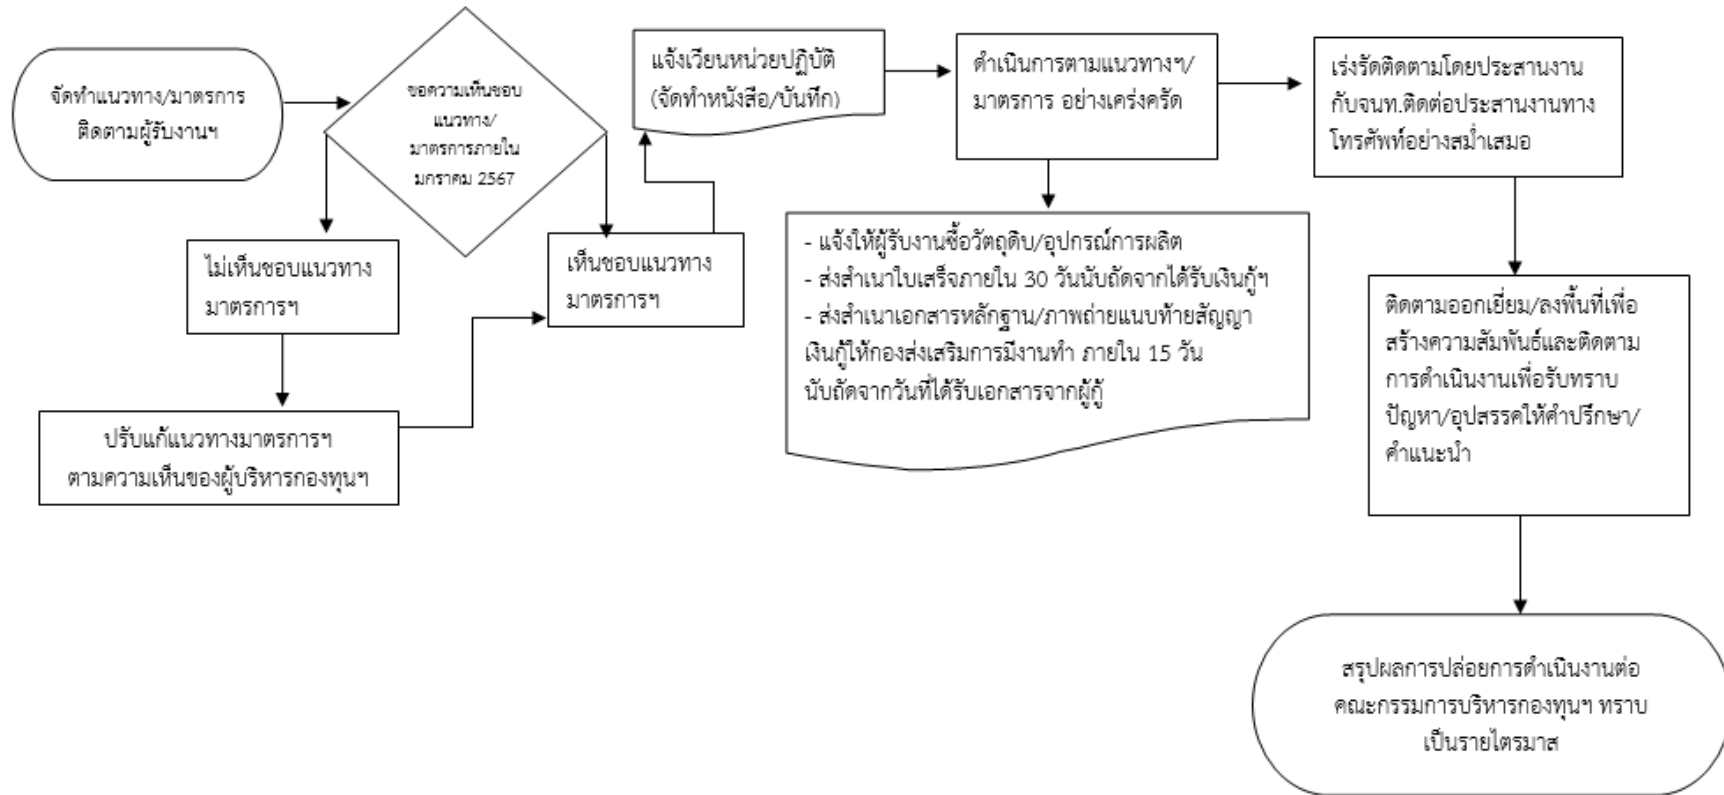 จัดทำแนวทาง/มาตรการ
ติดตามผู้รับงานฯ
ขอความเห็นชอบ
แนวทาง/
มาตรการภายใน
มกราคม 2567
ไม่เห็นชอบแนวทาง
มาตรการฯ
ปรับแก้แนวทางมาตรการฯ
ตามความเห็นของผู้บริหารกองทุนฯ
เห็นชอบแนวทาง
มาตรการฯ
แจ้งเวียนหน่วยปฏิบัติ
(จัดทำหนังสือ/บันทึก)
ดำเนินการตามแนวทางฯ/
มาตรการ อย่างเคร่งครัด
- แจ้งให้ผู้รับงานซื้อวัตถุดิบ/อุปกรณ์การผลิต
- ส่งสำเนาใบเสร็จภายใน 30 วันนับถัดจากได้รับเงินกู้ฯ
- ส่งสำเนาเอกสารหลักฐาน/ภาพถ่ายแนบท้ายสัญญา
เงินกู้ให้กองส่งเสริมการมีงานทำ ภายใน 15 วัน
นับถัดจากวันที่ได้รับเอกสารจากผู้กู้
เร่งรัดติดตามโดยประสานงาน
กับจนท.ติดต่อประสานงานทาง
โทรศัพท์อย่างสม่ำเสมอ
ติดตามออกเยี่ยม/ลงพื้นที่เพื่อ
สร้างความสัมพันธ์และติดตาม
การดำเนินงานเพื่อรับทราบ
ปัญหา/อุปสรรคให้คำปรึกษา/
คำแนะนำ
สรุปผลการปล่อยการดำเนินงานต่อ
คณะกรรมการบริหารกองทุนฯ ทราบ
เป็นรายไตรมาส